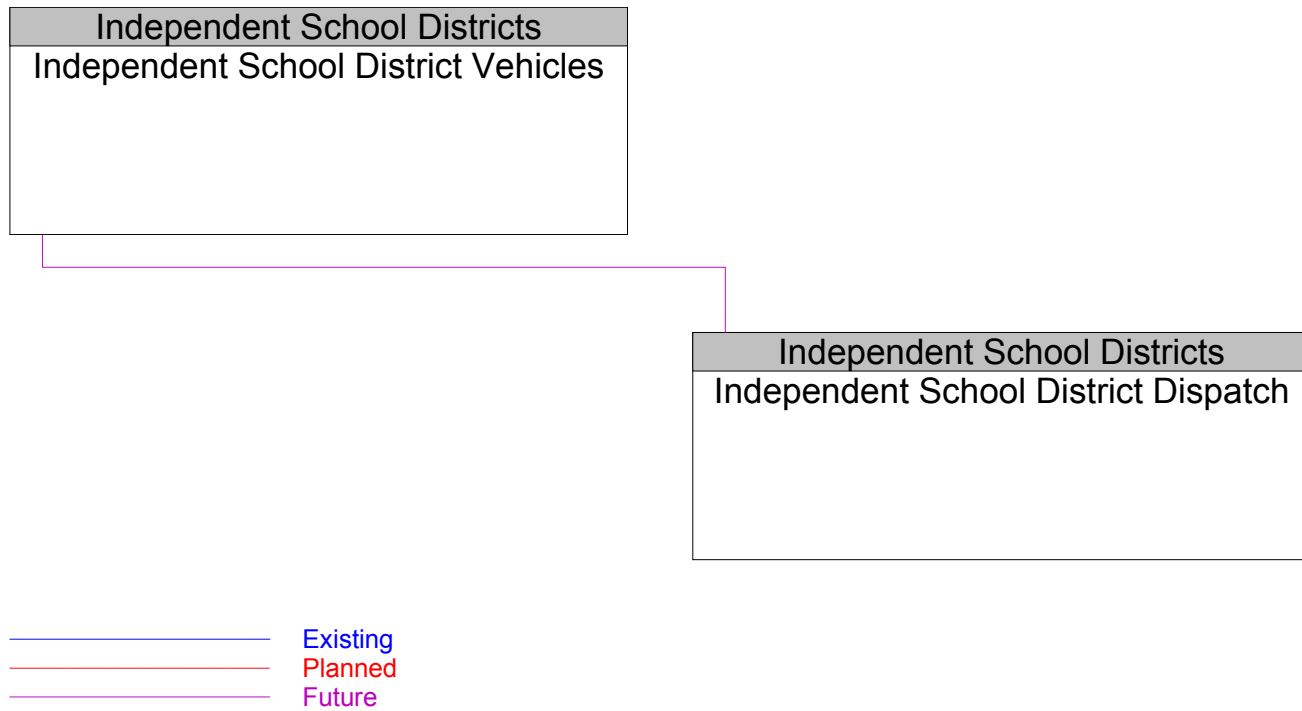 Independent School Districts
Independent School District Vehicles
Independent School Districts
Independent School District Dispatch
Existing
Planned
Future